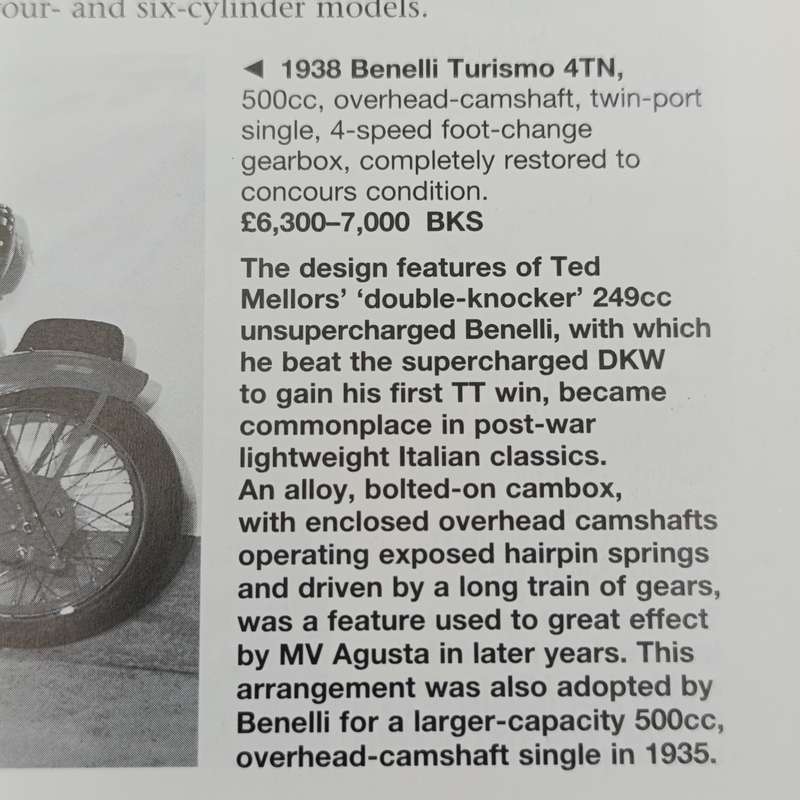 our- and six-cylinder models.
◄ 1938 Benelli Turismo 4TN,
500cc, overhead-camshaft, twin-port
single, 4-speed foot-change
gearbox, completely restored to
concours condition.
£6,300–7,000 BKS
The design features of Ted
Mellors’ ‘double-knocker’ 249cc
unsupercharged Benelli, with which
he beat the supercharged DKW
to gain his first TT win, became
commonplace in post-war
lightweight Italian classics.
An alloy, bolted-on cambox,
with enclosed overhead camshafts
operating exposed hairpin springs
and driven by a long train of gears,
was a feature used to great effect
by MV Agusta in later years. This
arrangement was also adopted by
Benelli for a larger-capacity 500cc,
overhead-camshaft single in 1935.